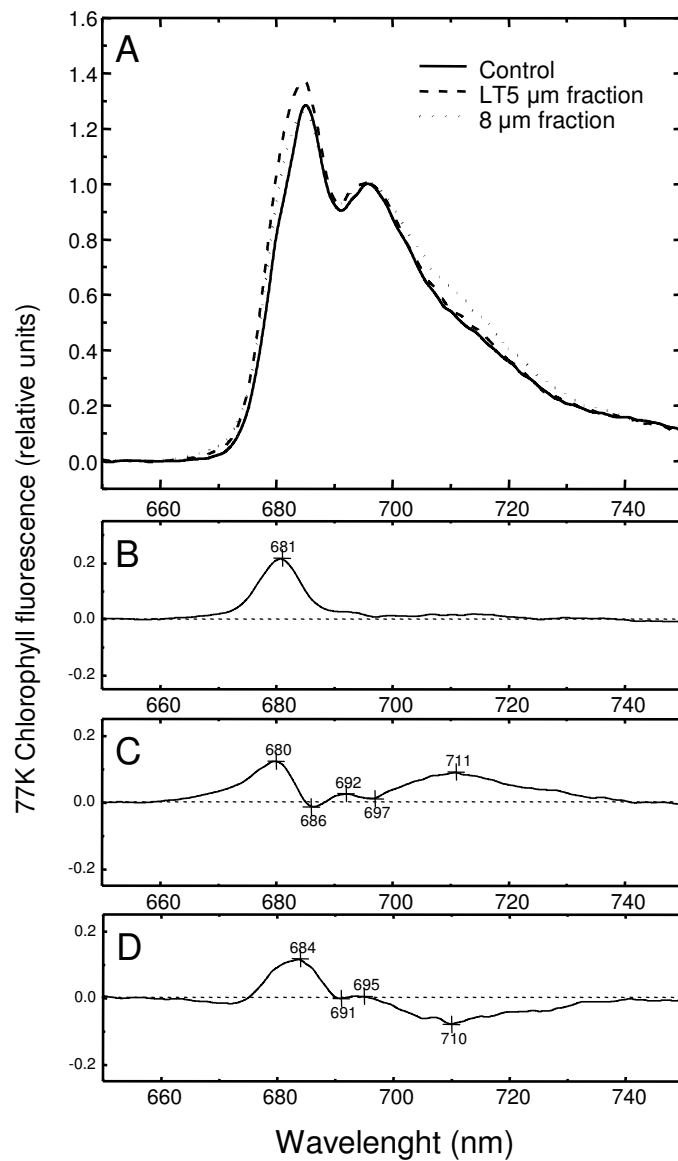 77K Chlorophyll fluorescence (relative units)
A
Control
LT5 µm fraction
8 µm fraction
1.6
1.4
1.2
1.0
0.8
0.6
0.4
0.2
0.0
660 680 700 720 740
B
681
0.2
0.0
-0.2
660 680 700 720 740
C
680
686
692
697
711
0.2
0.0
-0.2
660 680 700 720 740
D
684
691
695
710
0.2
0.0
-0.2
660 680 700 720 740
Wavelenght (nm)